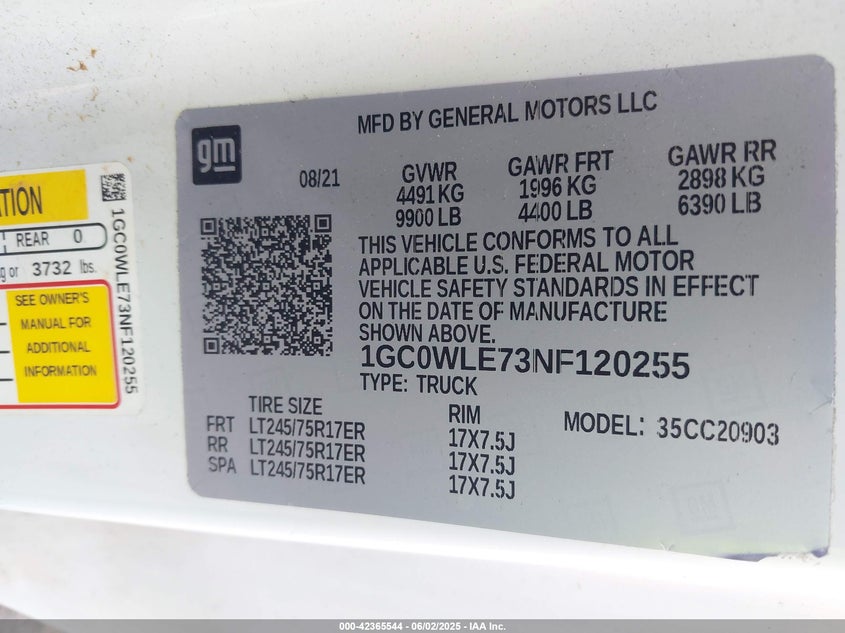 MFD BY GENERAL MOTORS LLC
gm
08/21
GVWR
4491 KG
9900 LB
GAWR FRT
1996 KG
4400 LB
GAWR RR
2898 KG
6390 LB
THIS VEHICLE CONFORMS TO ALL
APPLICABLE U.S. FEDERAL MOTOR
VEHICLE SAFETY STANDARDS IN EFFECT
ON THE DATE OF MANUFACTURE
SHOWN ABOVE.
1GC0WLE73NF120255
TYPE: TRUCK
TIRE SIZE RIM
FRT LT245/75R17ER 17X7.5J
RR LT245/75R17ER 17X7.5J
SPA LT245/75R17ER 17X7.5J
MODEL: 35CC20903
REAR 0
or 3732 lbs.
SEE OWNER'S
MANUAL FOR
ADDITIONAL
INFORMATION
1GC0WLE73NF120255
000-42365544 | 06/02/2025 - IAA Inc.